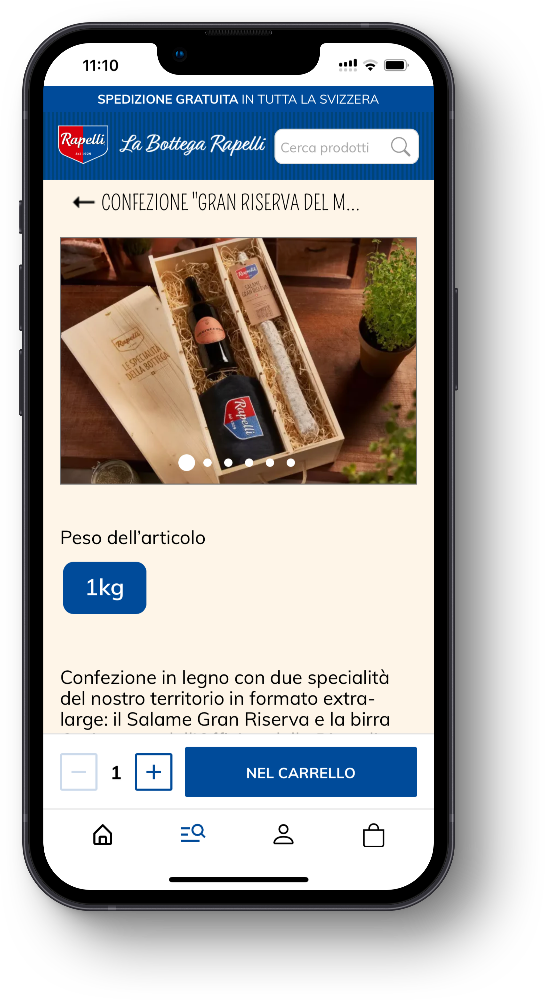 11:10
SPEDIZIONE GRATUITA IN TUTTA LA SVIZZERA
Rapelli
dal 1929
La Bottega Rapelli
Cerca prodotti
CONFEZIONE "GRAN RISERVA DEL M...
Rapelli
SALAME
GRAN RISERVA
Rapelli
LE SPECIALITÀ
DELLA BOTTEGA
Rapelli
dal 1929
Peso dell’articolo
1kg
Confezione in legno con due specialità
del nostro territorio in formato extra-
large: il Salame Gran Riserva e la birra
1
NEL CARRELLO